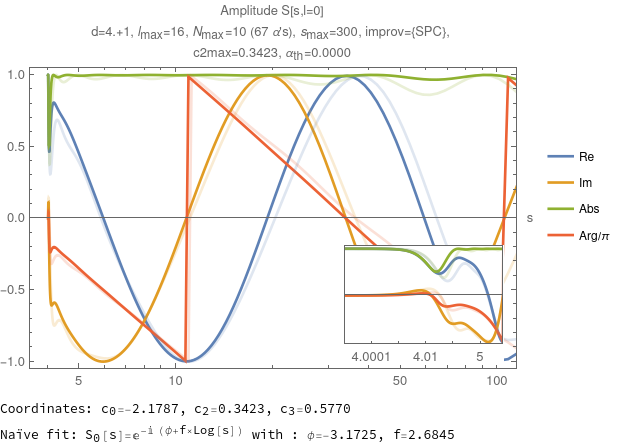 Amplitude S[s,l=0]
d=4.+1, lmax=16, Nmax=10 (67 α's), smax=300, improv={SPC},
c2max=0.3423, αth=0.0000
1.0
0.5
0.0
-0.5
-1.0
5
10
50
100
s
Re
Im
Abs
Arg/π
4.0001
4.01
5
Coordinates: c0=-2.1787, c2=0.3423, c3=0.5770
Naïve fit: S0[s]=e^-i (ϕ+f×Log[s]) with : ϕ=-3.1725, f=2.6845